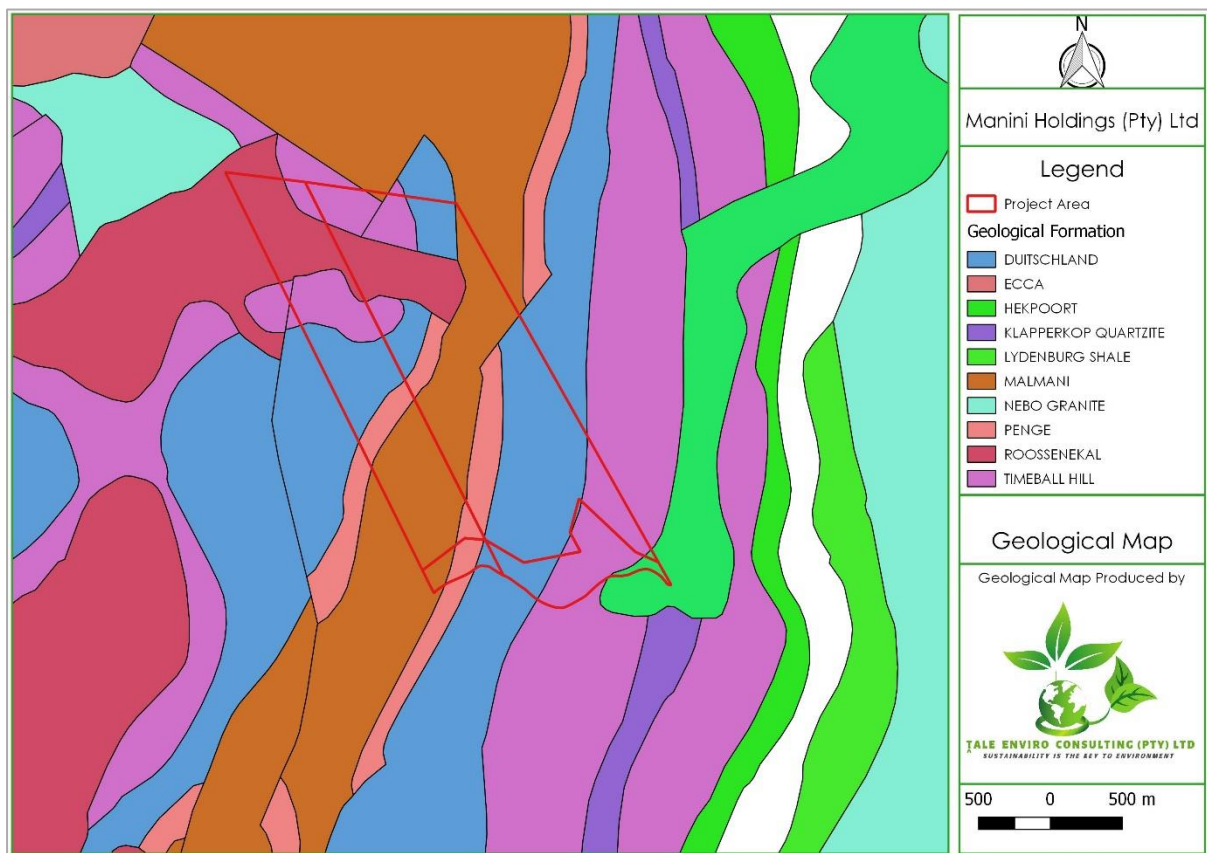 N
Manini Holdings (Pty) Ltd
Legend
Project Area
Geological Formation
DUITSCHLAND
ECCA
HEKPOORT
KLAPPERKOP QUARTZITE
LYDENBURG SHALE
MALMANI
NEBO GRANITE
PENGE
ROOSSENEKAL
TIMEBALL HILL
Geological Map
Geological Map Produced by
TALE ENVIRO CONSULTING (PTY) LTD
SUSTAINABILITY IS THE KEY TO ENVIRONMENT
500 0 500 m